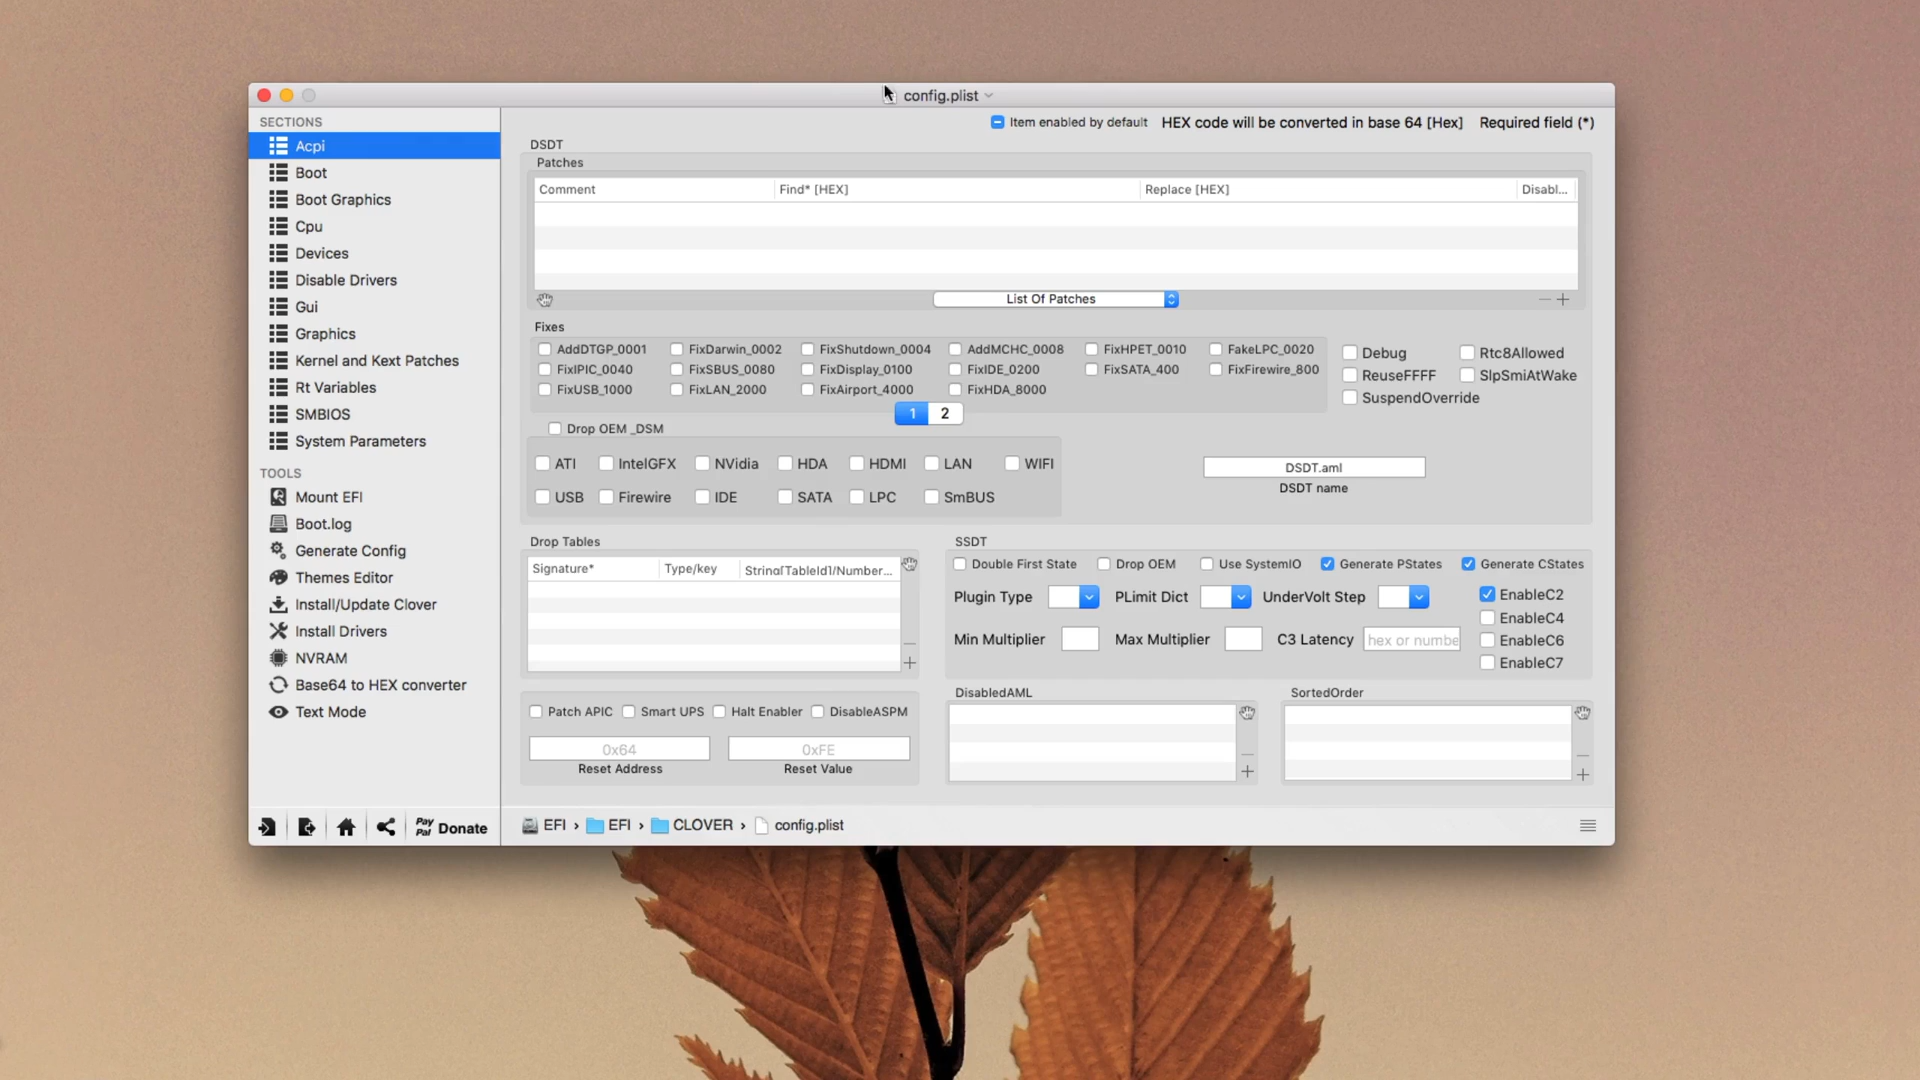 config.plist
SECTIONS
Acpi
Boot
Boot Graphics
Cpu
Devices
Disable Drivers
Gui
Graphics
Kernel and Kext Patches
Rt Variables
SMBIOS
System Parameters
TOOLS
Mount EFI
Boot.log
Generate Config
Themes Editor
Install/Update Clover
Install Drivers
NVRAM
Base64 to HEX converter
Text Mode
Pay Pal Donate
Item enabled by default HEX code will be converted in base 64 [Hex] Required field (*)
DSDT
Patches
Comment Find* [HEX] Replace [HEX] Disabl...
List Of Patches
Fixes
AddDTGP_0001 FixDarwin_0002 FixShutdown_0004 AddMCHC_0008 FixHPET_0010 FakeLPC_0020
FixIPIC_0040 FixSBUS_0080 FixDisplay_0100 FixIDE_0200 FixSATA_400 FixFirewire_800
FixUSB_1000 FixLAN_2000 FixAirport_4000 FixHDA_8000
Debug Rtc8Allowed
ReuseFFFF SlpSmiAtWake
SuspendOverride
1 2
Drop OEM _DSM
ATI IntelGFX NVidia HDA HDMI LAN WIFI
USB Firewire IDE SATA LPC SmBUS
DSDT.aml
DSDT name
Drop Tables
Signature* Type/key String[TableId]/Number...
SSDT
Double First State Drop OEM Use SystemIO Generate PStates Generate CStates
Plugin Type PLimit Dict UnderVolt Step EnableC2
EnableC4
Min Multiplier Max Multiplier C3 Latency hex or numbe EnableC6
EnableC7
Patch APIC Smart UPS Halt Enabler DisableASPM
0x64 0xFE
Reset Address Reset Value
DisabledAML SortedOrder
EFI › EFI › CLOVER › config.plist